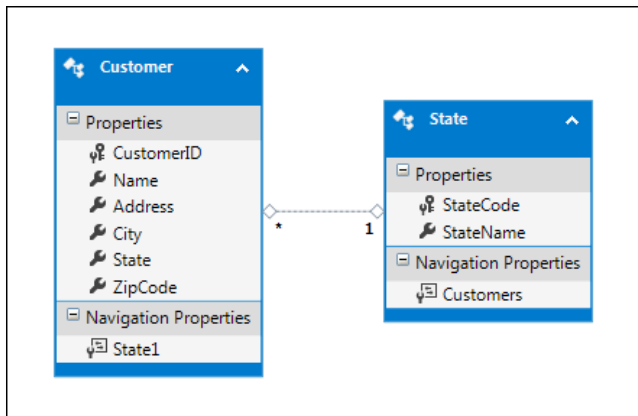 Customer
Properties
CustomerID
Name
Address
City
State
ZipCode
Navigation Properties
State1
* 1
State
Properties
StateCode
StateName
Navigation Properties
Customers